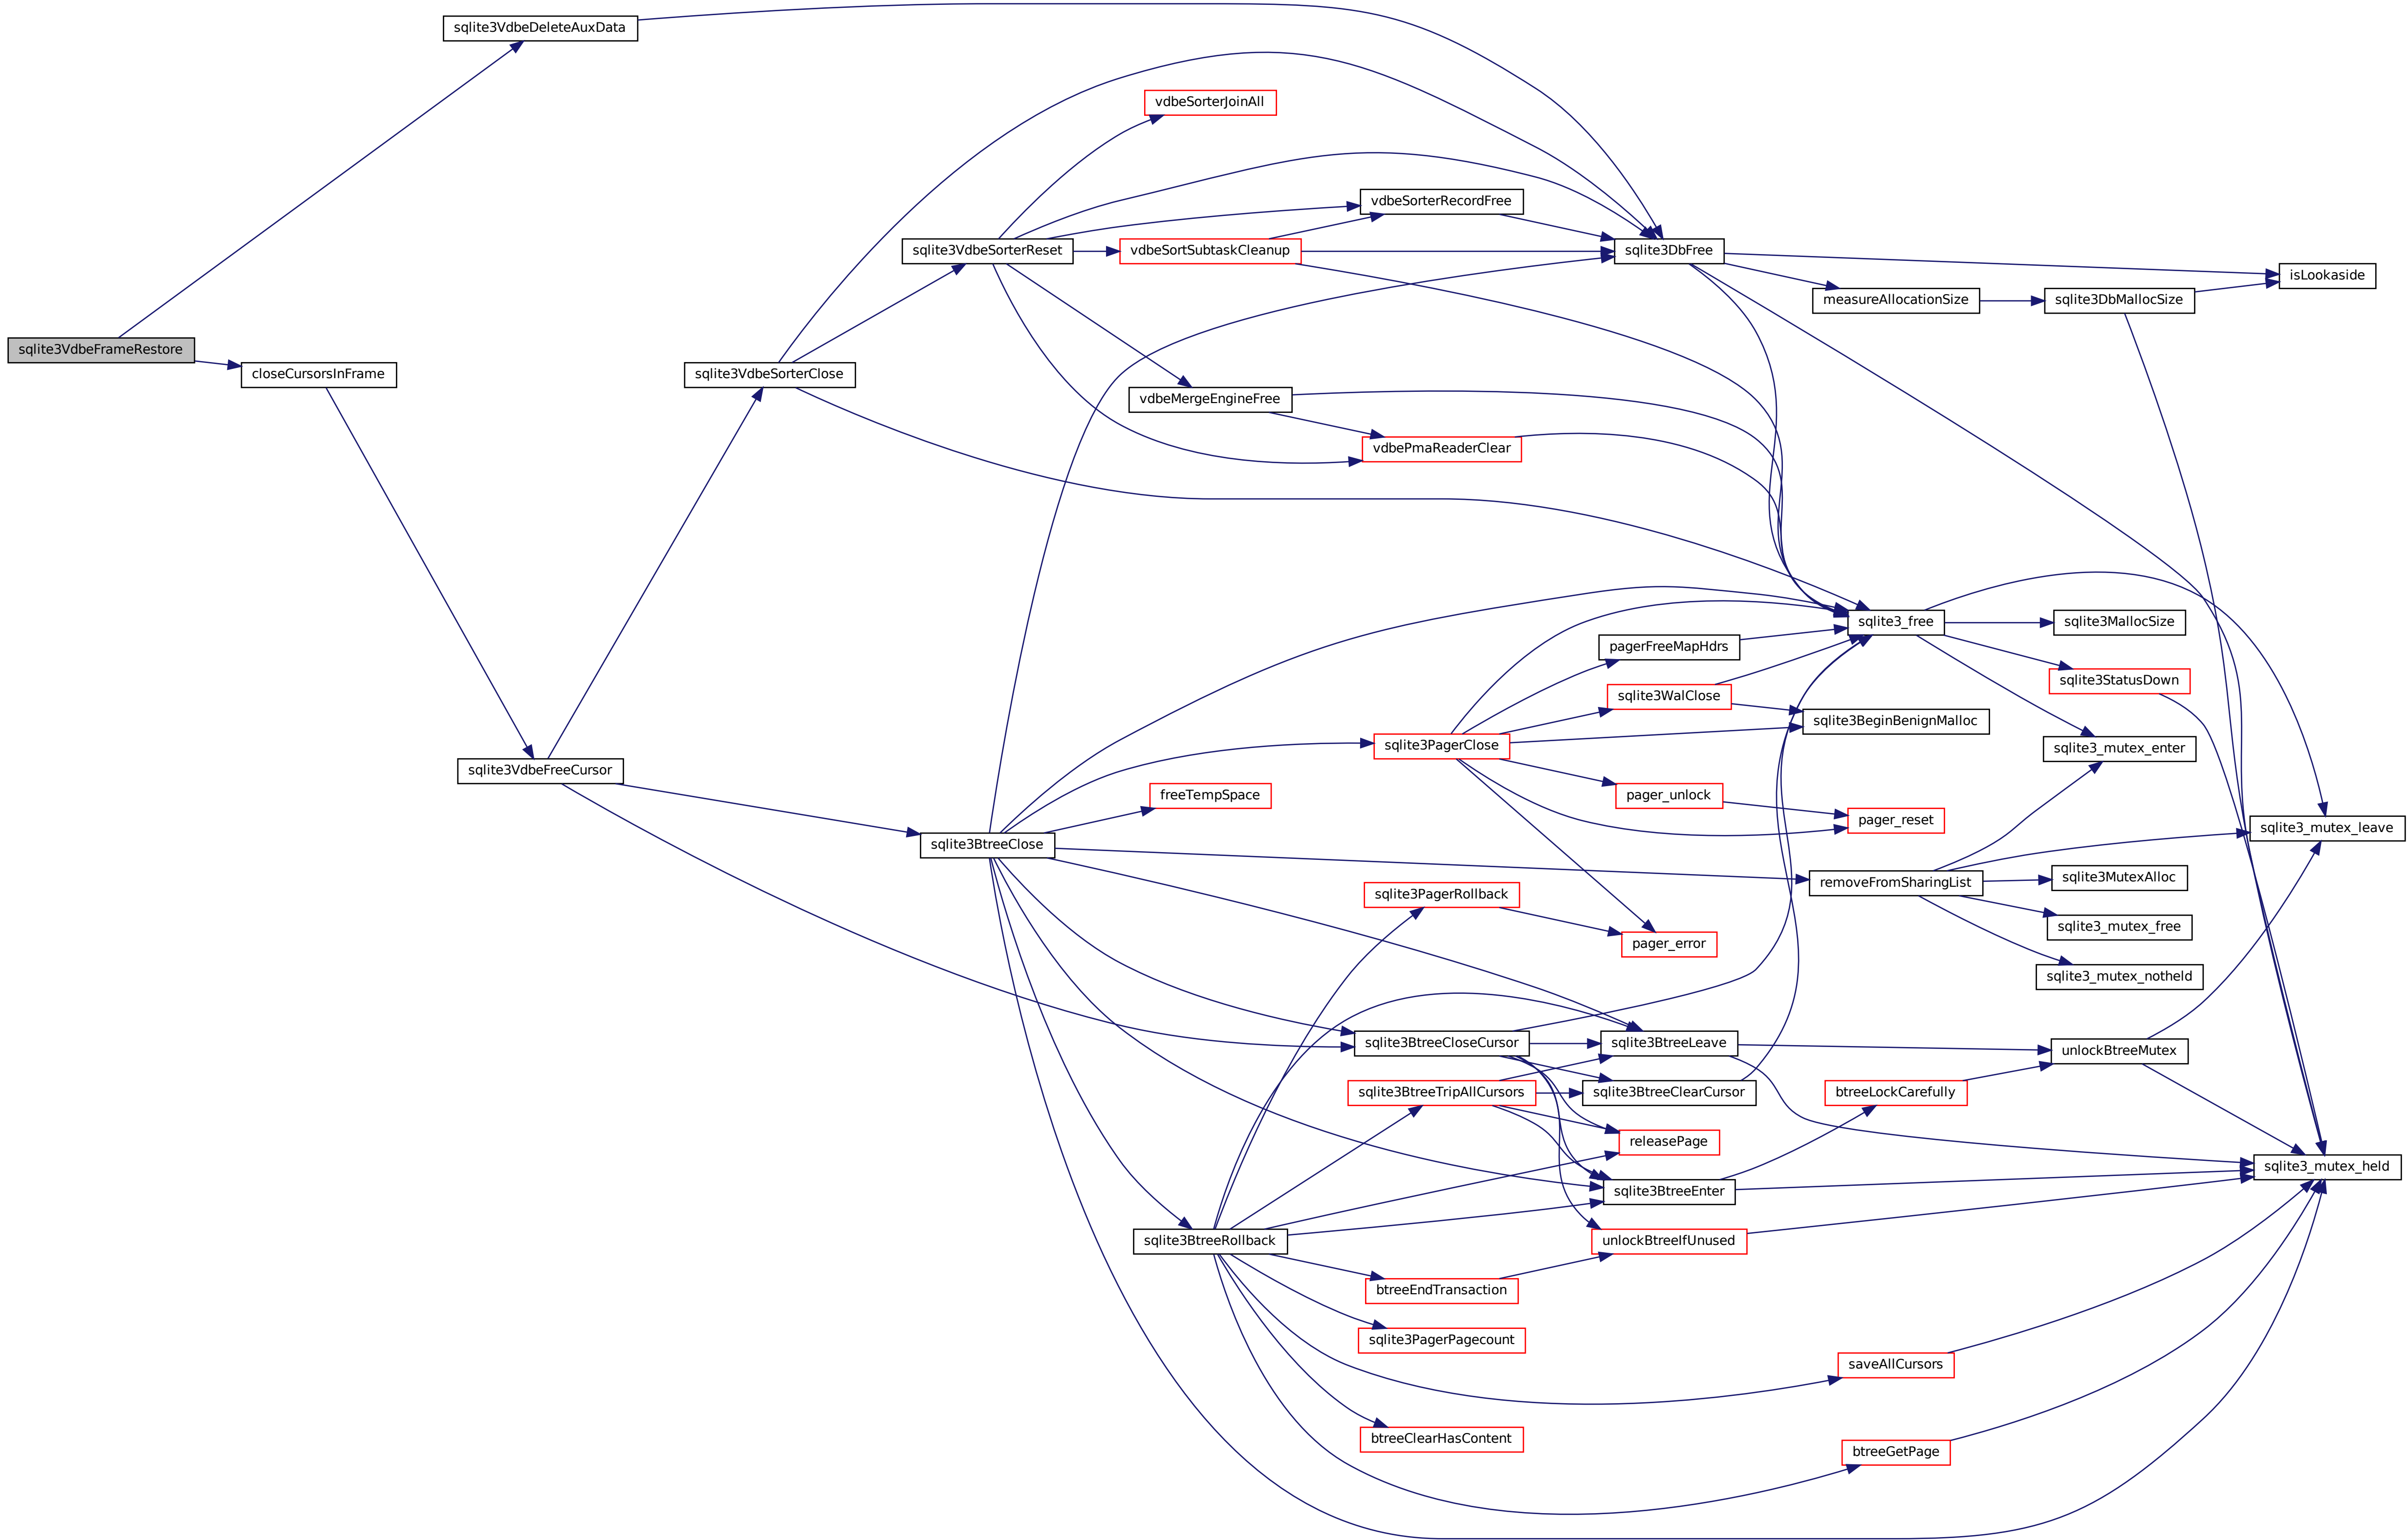 sqlite3VdbeDeleteAuxData
vdbeSorterJoinAll
vdbeSorterRecordFree
sqlite3VdbeSorterReset
vdbeSortSubtaskCleanup
sqlite3DbFree
isLookaside
measureAllocationSize
sqlite3DbMallocSize
sqlite3VdbeFrameRestore
closeCursorsInFrame
sqlite3VdbeSorterClose
vdbeMergeEngineFree
vdbePmaReaderClear
sqlite3_free
sqlite3MallocSize
pagerFreeMapHdrs
sqlite3StatusDown
sqlite3WalClose
sqlite3BeginBenignMalloc
sqlite3PagerClose
sqlite3_mutex_enter
sqlite3VdbeFreeCursor
freeTempSpace
pager_unlock
pager_reset
sqlite3_mutex_leave
sqlite3BtreeClose
removeFromSharingList
sqlite3MutexAlloc
sqlite3PagerRollback
sqlite3_mutex_free
pager_error
sqlite3_mutex_notheld
sqlite3BtreeCloseCursor
sqlite3BtreeLeave
unlockBtreeMutex
sqlite3BtreeTripAllCursors
sqlite3BtreeClearCursor
btreeLockCarefully
releasePage
sqlite3_mutex_held
sqlite3BtreeEnter
sqlite3BtreeRollback
unlockBtreeIfUnused
btreeEndTransaction
sqlite3PagerPagecount
saveAllCursors
btreeClearHasContent
btreeGetPage